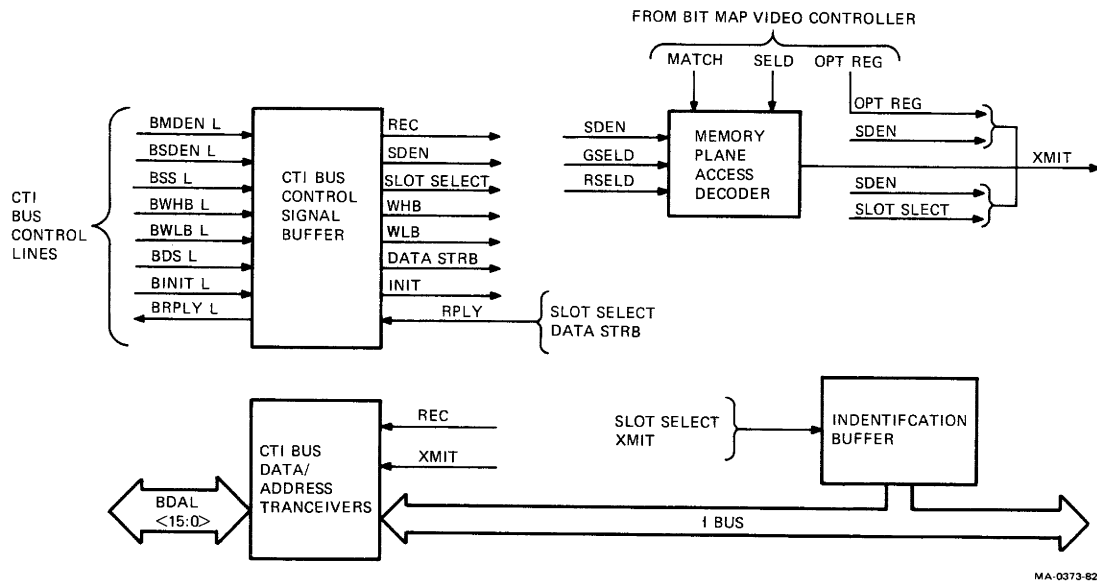 FROM BIT MAP VIDEO CONTROLLER
MATCH SELD OPT REG
CTI
BUS
CONTROL
LINES
BMDEN L
BSDEN L
BSS L
BWHB L
BWLB L
BDS L
BINIT L
BRPLY L
CTI BUS
CONTROL
SIGNAL
BUFFER
REC
SDEN
SLOT SELECT
WHB
WLB
DATA STRB
INIT
RPLY
SLOT SELECT
DATA STRB
SDEN
GSELD
RSELD
MEMORY
PLANE
ACCESS
DECODER
OPT REG
SDEN
XMIT
SDEN
SLOT SLECT
CTI BUS
DATA/
ADDRESS
TRANCEIVERS
REC
XMIT
SLOT SELECT
XMIT
INDENTIFCATION
BUFFER
BDAL
<15:0>
I BUS
MA-0373-82